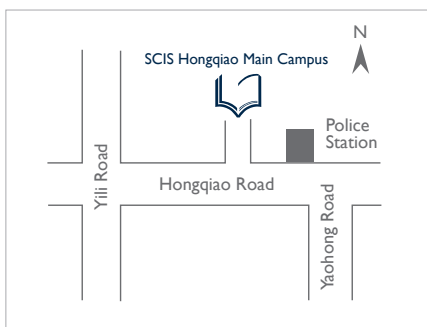 N
SCIS Hongqiao Main Campus
Police
Station
Yili Road
Hongqiao Road
Yaohong Road